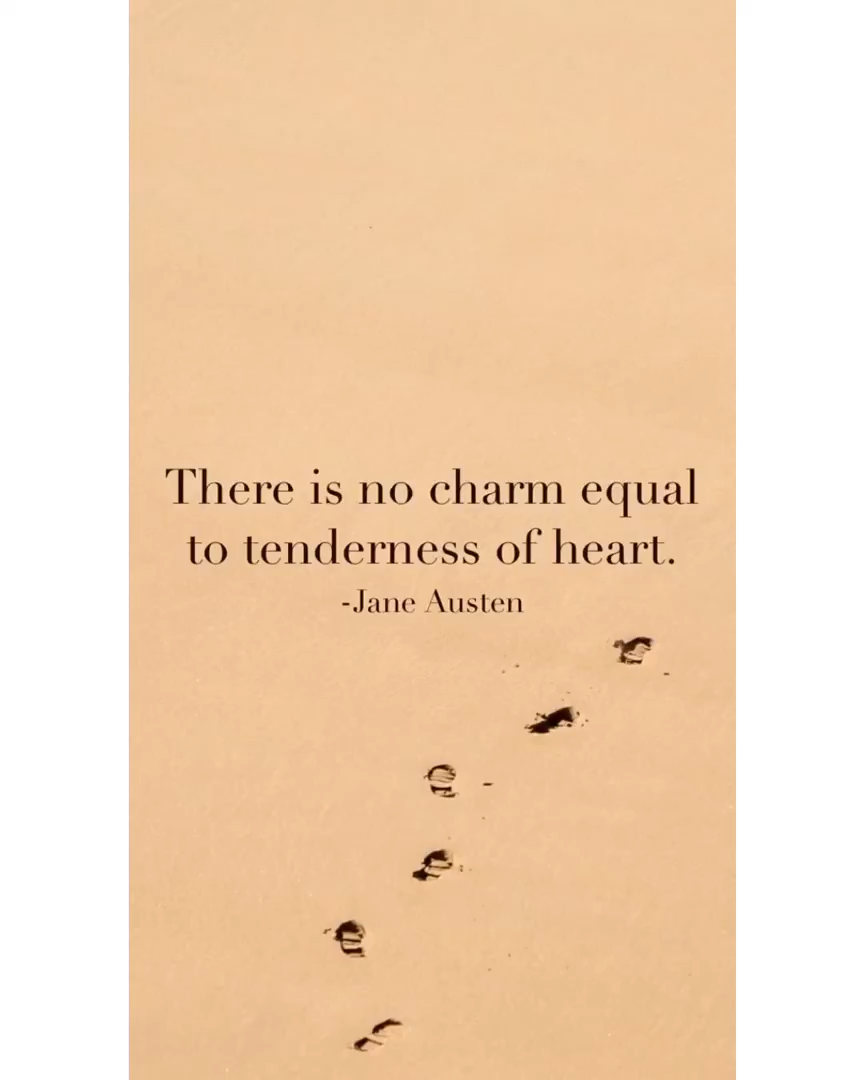 There is no charm equal
to tenderness of heart.
-Jane Austen